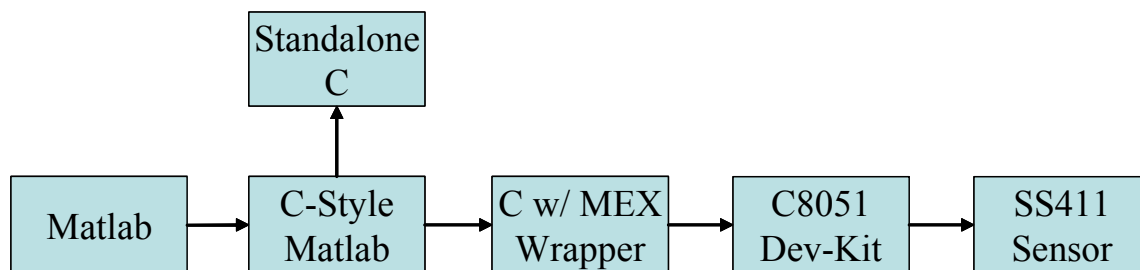 Standalone
C
Matlab
C-Style
Matlab
C w/ MEX
Wrapper
C8051
Dev-Kit
SS411
Sensor